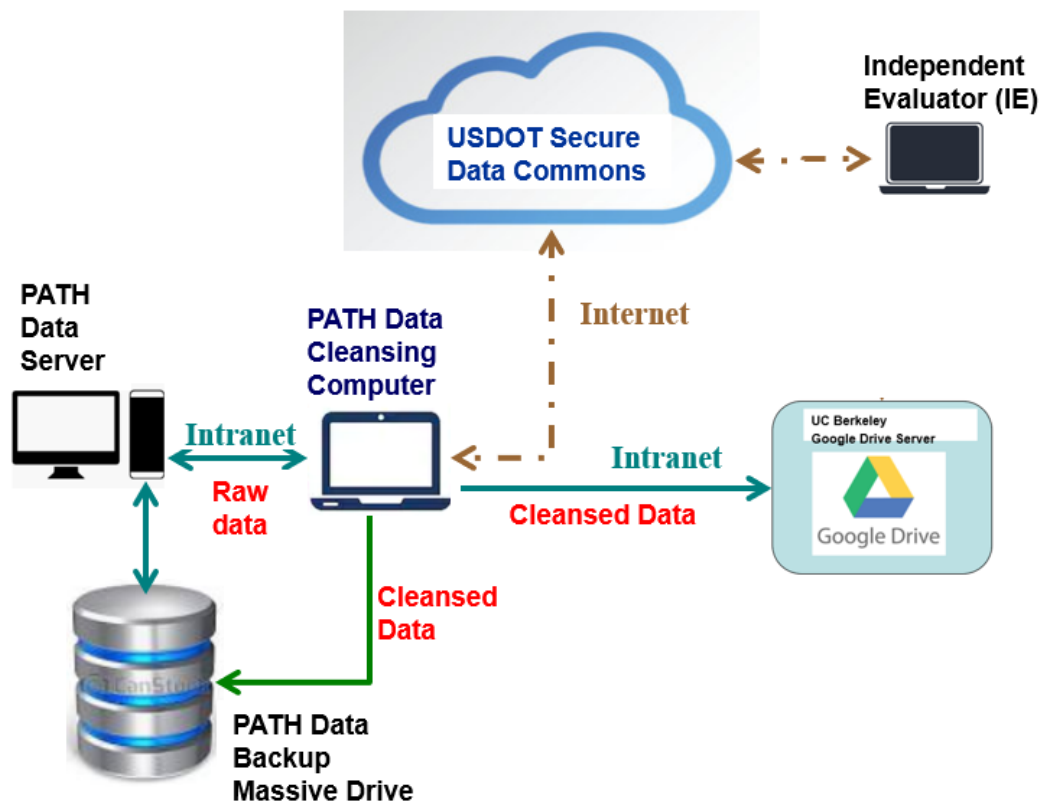 USDOT Secure
Data Commons
Independent
Evaluator (IE)
Internet
PATH
Data
Server
PATH Data
Cleansing
Computer
Intranet
Raw
data
Intranet
Cleansed Data
UC Berkeley
Google Drive Server
Google Drive
Cleansed
Data
PATH Data
Backup
Massive Drive